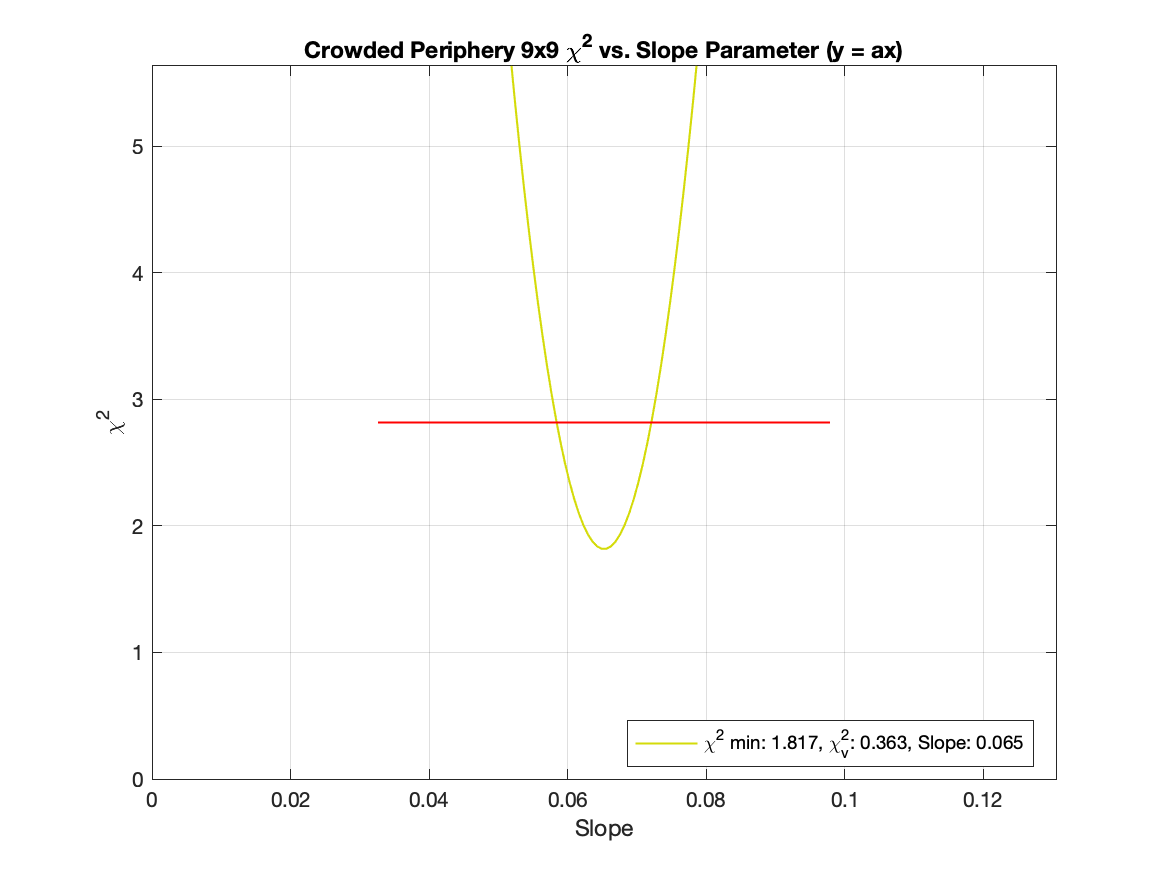 Crowded Periphery 9x9 χ² vs. Slope Parameter (y = ax)
5
4
3
2
1
0
χ²
0 0.02 0.04 0.06 0.08 0.1 0.12
Slope
χ² min: 1.817, χ²ᵥ: 0.363, Slope: 0.065